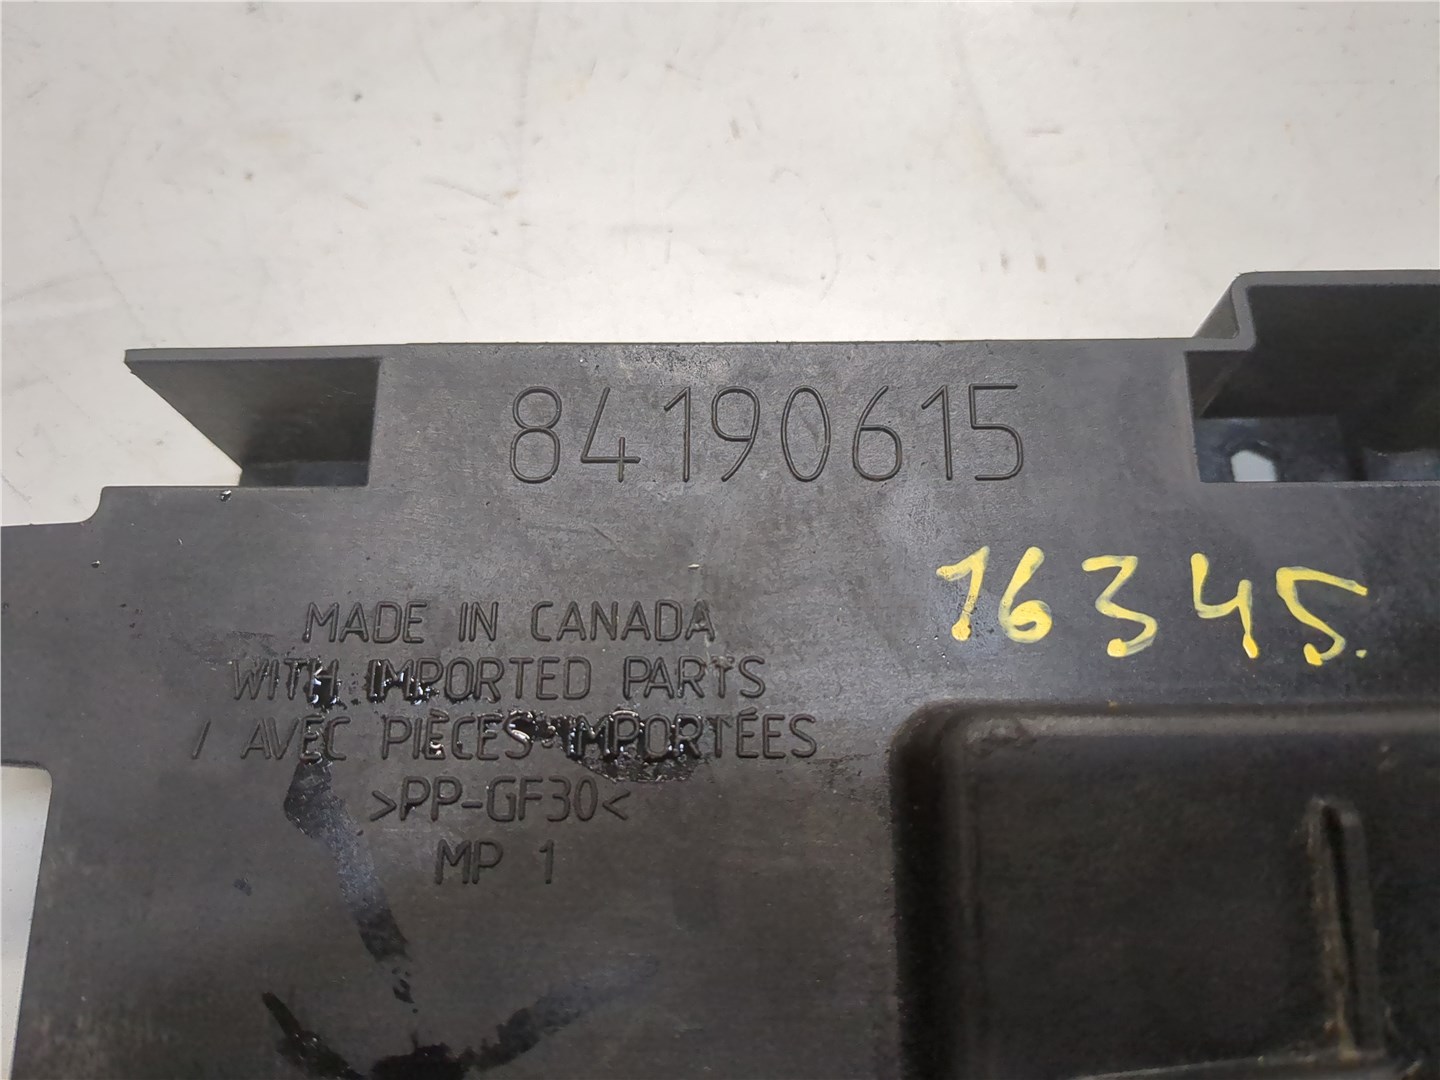 84190615
16345.
MADE IN CANADA
WITH IMPORTED PARTS
/ AVEC PIÈCES IMPORTÉES
>PP-GF30<
MP 1